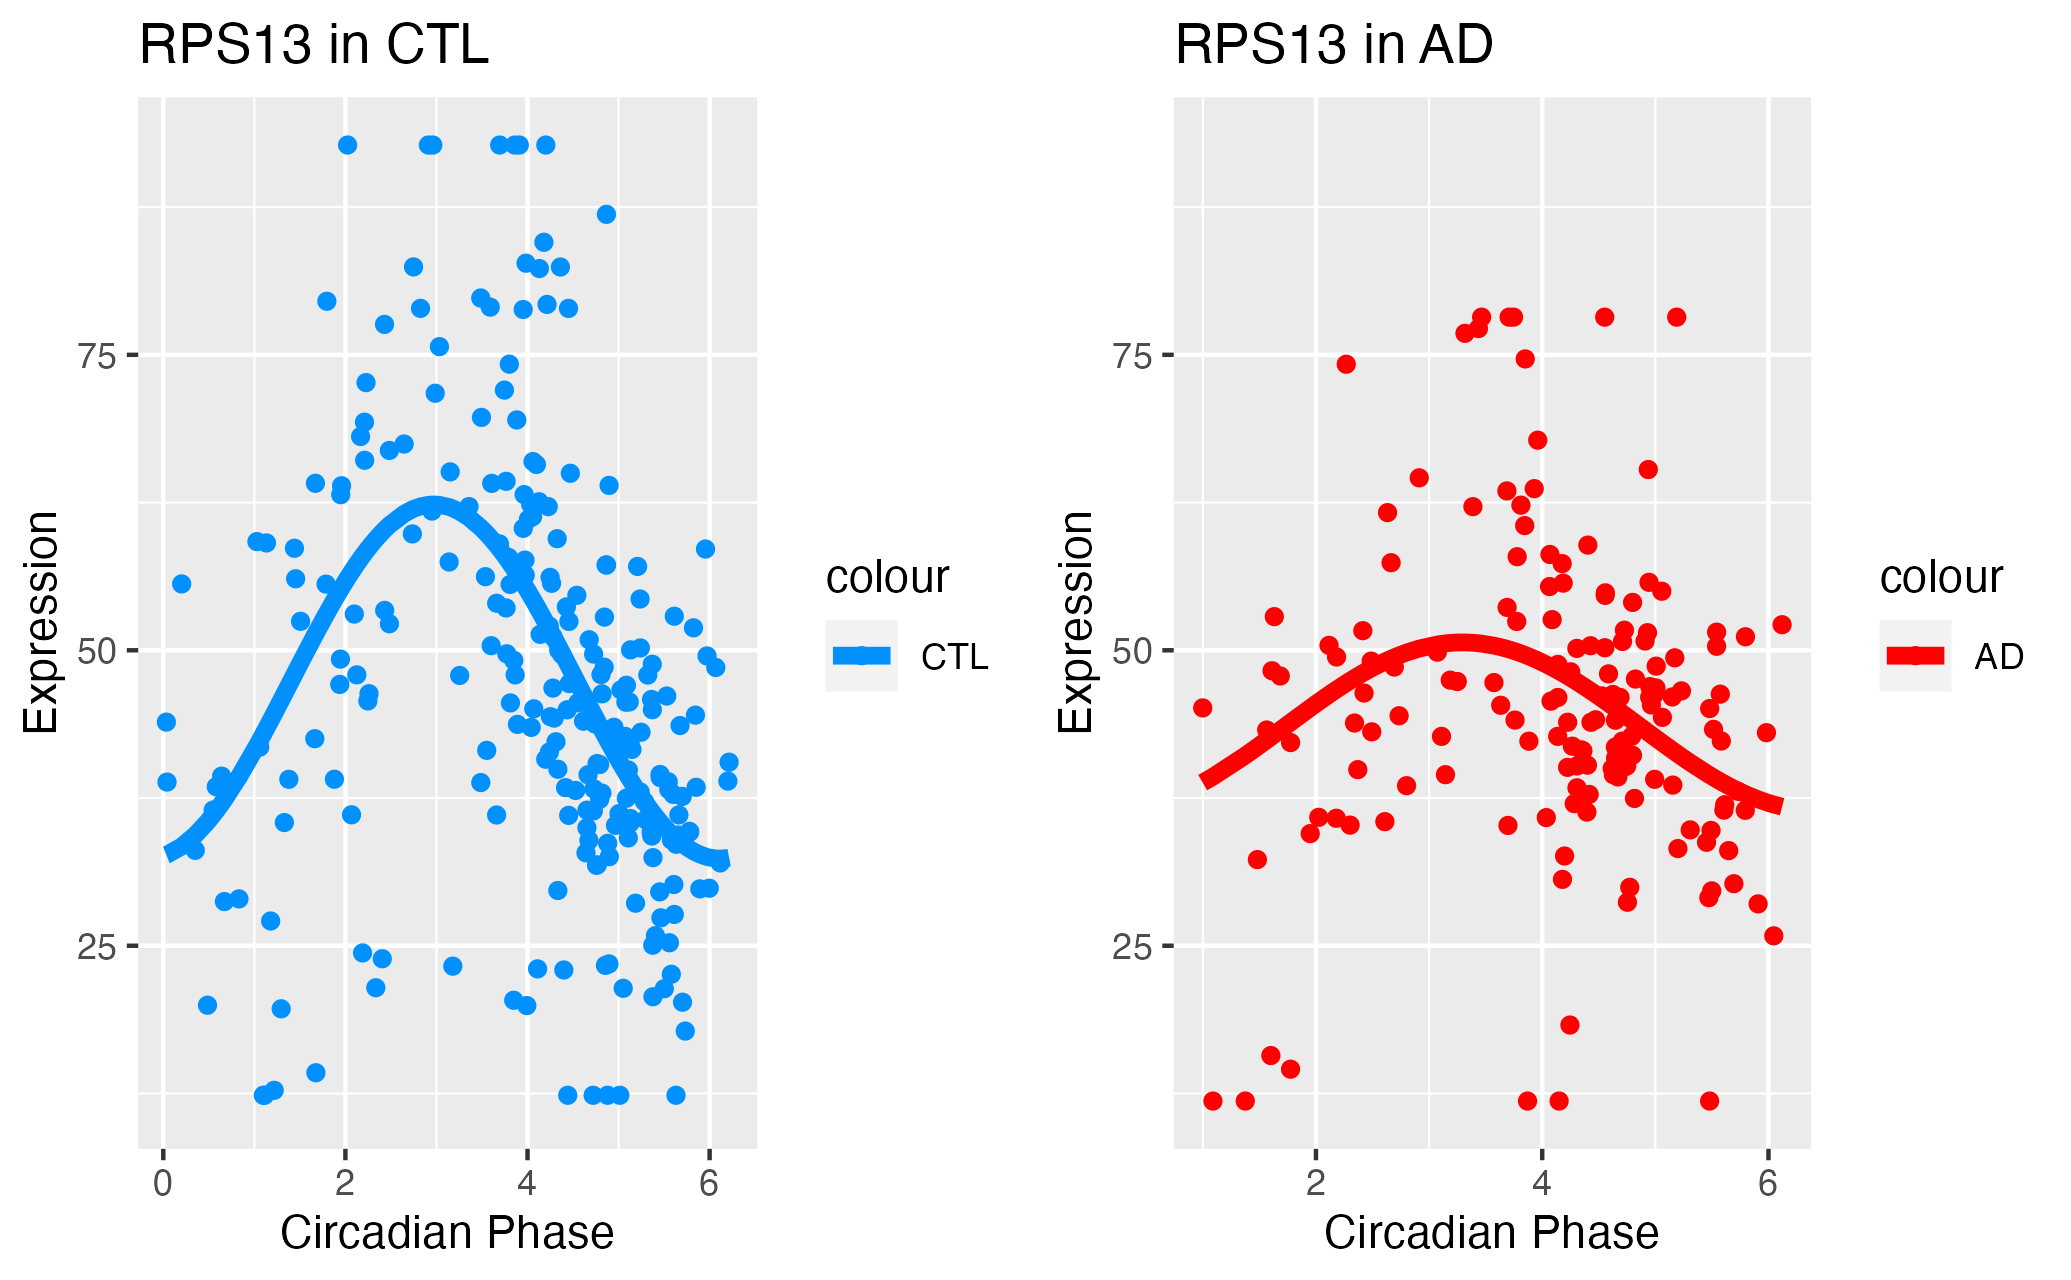 RPS13 in CTL
Expression
75
50
25
0 2 4 6
Circadian Phase
colour
CTL
RPS13 in AD
Expression
75
50
25
2 4 6
Circadian Phase
colour
AD